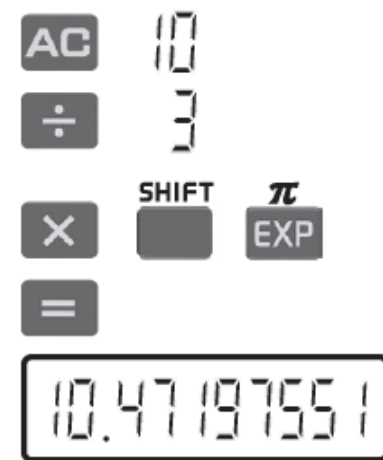 AC 10
÷ 3
SHIFT π
× EXP
=
10.47197551